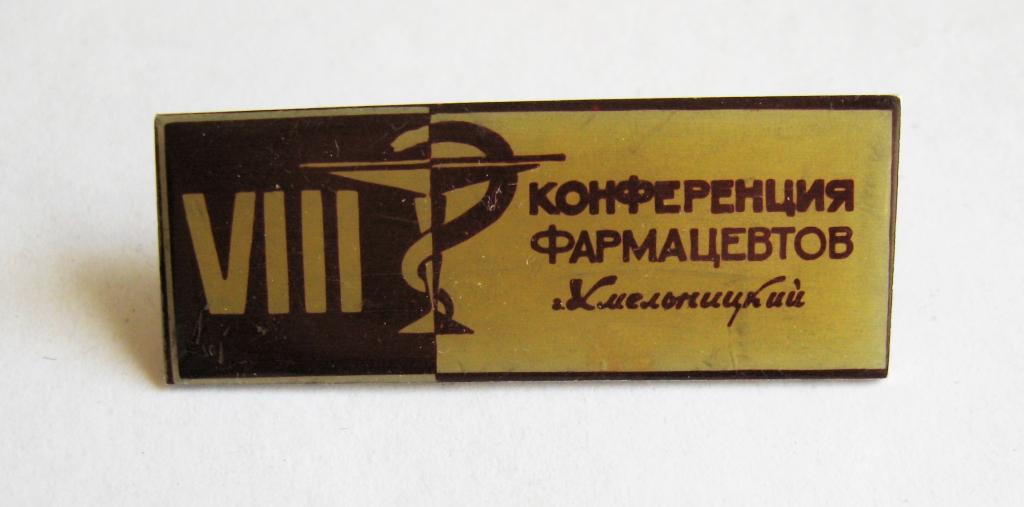 VIII
КОНФЕРЕНЦИЯ
ФАРМАЦЕВТОВ
г. Хмельницкий